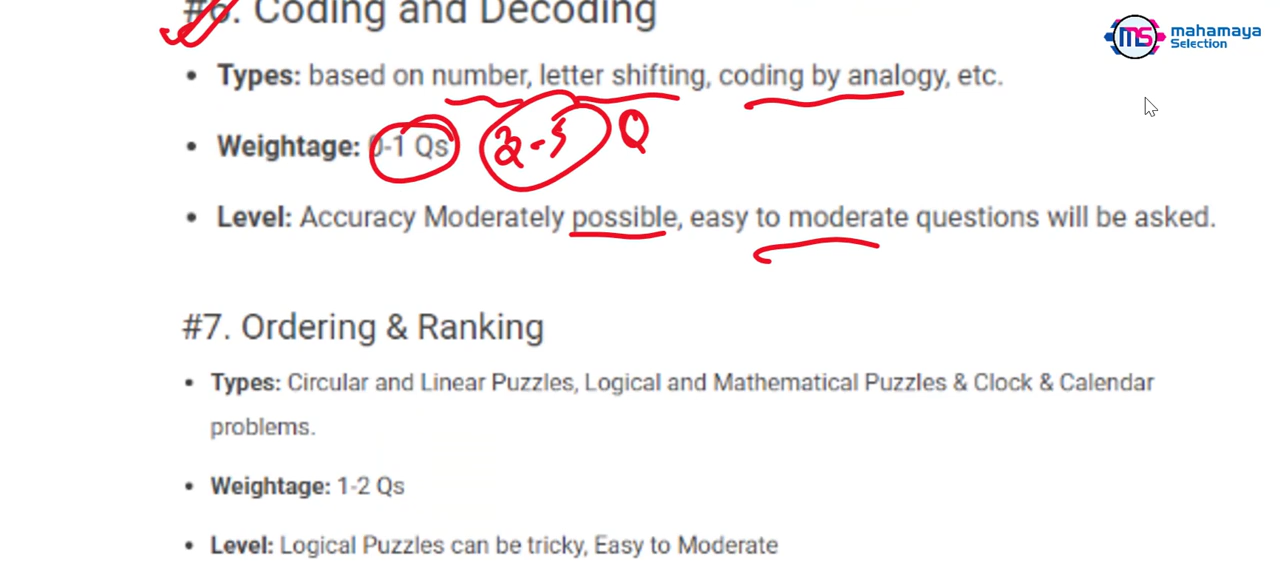 #6. Coding and Decoding
mahamaya
Selection
MS
• Types: based on number, letter shifting, coding by analogy, etc.
• Weightage: 0-1 Qs Q
• Level: Accuracy Moderately possible, easy to moderate questions will be asked.
#7. Ordering & Ranking
• Types: Circular and Linear Puzzles, Logical and Mathematical Puzzles & Clock & Calendar
problems.
• Weightage: 1-2 Qs
• Level: Logical Puzzles can be tricky, Easy to Moderate